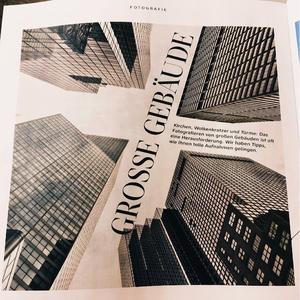 FOTOGRAFIE
GROSSE GEBÄUDE
Kirchen, Wolkenkratzer und Türme: Das
Fotografieren von großen Gebäuden ist oft
eine Herausforderung. Wir haben Tipps,
wie Ihnen tolle Aufnahmen gelingen.